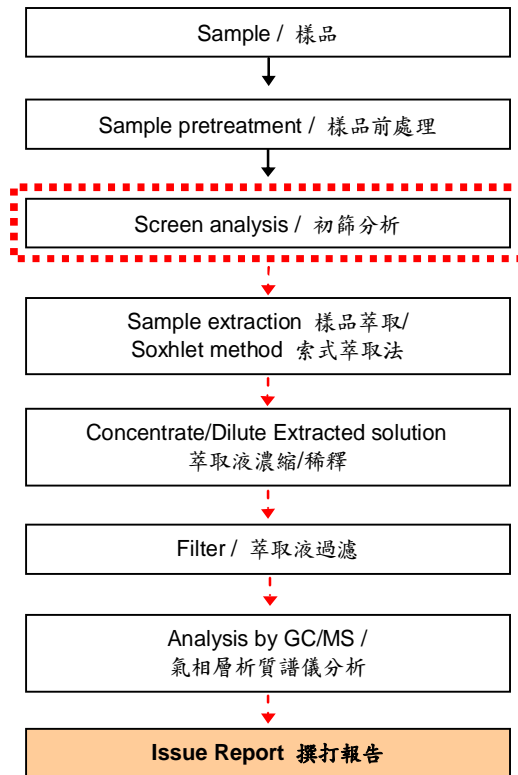 Sample / 樣品
Sample pretreatment / 樣品前處理
Screen analysis / 初篩分析
Sample extraction 樣品萃取/
Soxhlet method 索式萃取法
Concentrate/Dilute Extracted solution
萃取液濃縮/稀釋
Filter / 萃取液過濾
Analysis by GC/MS /
氣相層析質譜儀分析
Issue Report 撰打報告